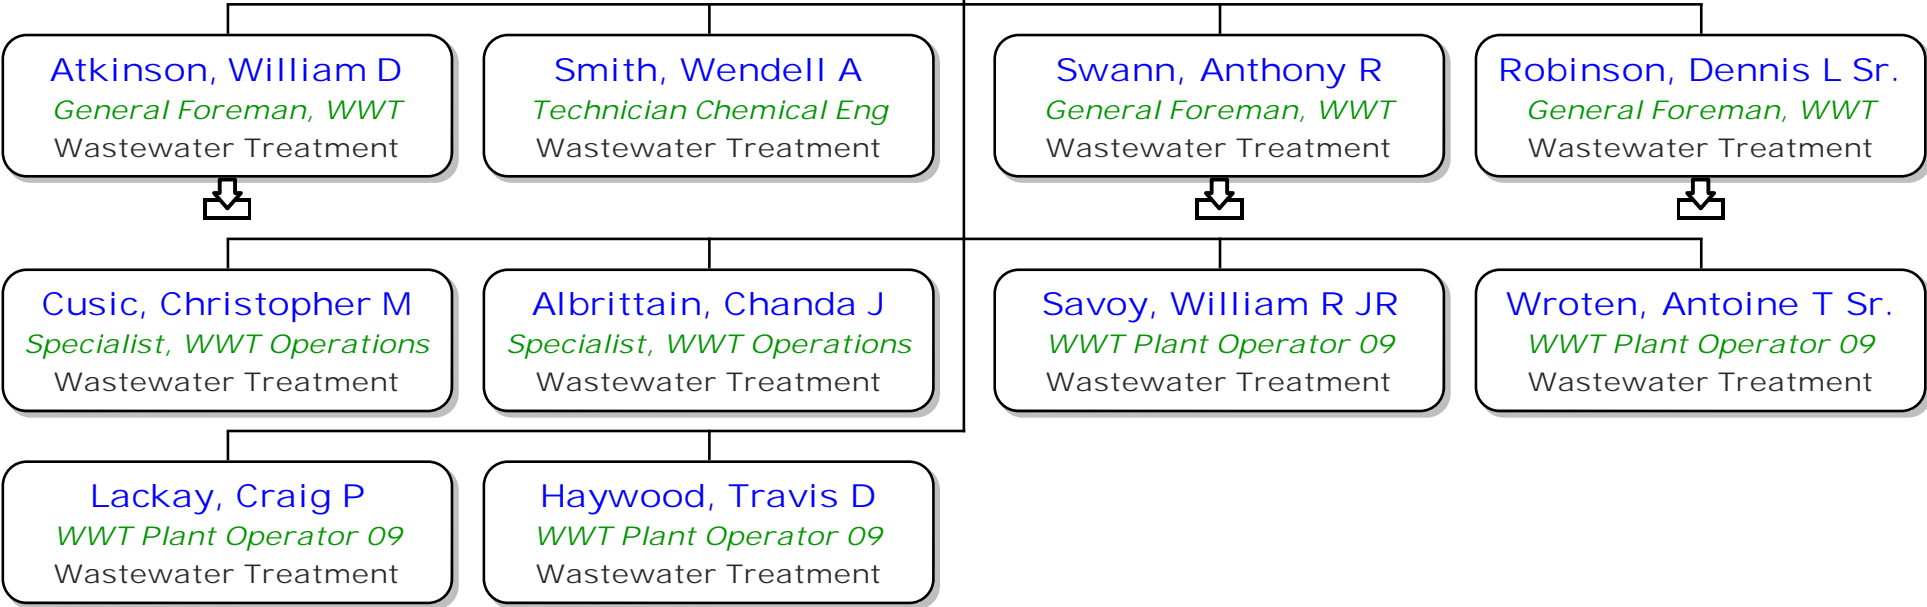 Atkinson, William D
General Foreman, WWT
Wastewater Treatment
Smith, Wendell A
Technician Chemical Eng
Wastewater Treatment
Swann, Anthony R
General Foreman, WWT
Wastewater Treatment
Robinson, Dennis L Sr.
General Foreman, WWT
Wastewater Treatment
Cusic, Christopher M
Specialist, WWT Operations
Wastewater Treatment
Albrittain, Chanda J
Specialist, WWT Operations
Wastewater Treatment
Savoy, William R JR
WWT Plant Operator 09
Wastewater Treatment
Wroten, Antoine T Sr.
WWT Plant Operator 09
Wastewater Treatment
Lackay, Craig P
WWT Plant Operator 09
Wastewater Treatment
Haywood, Travis D
WWT Plant Operator 09
Wastewater Treatment